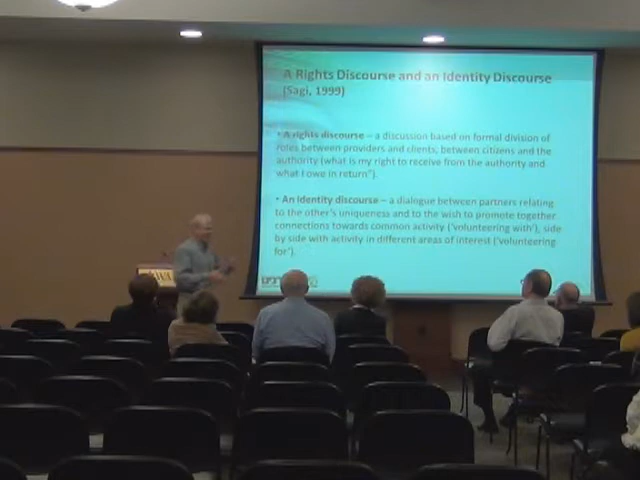 A Rights Discourse and an Identity Discourse
(Sagi, 1999)
• A rights discourse – a discussion based on formal division of
roles between providers and clients, between citizens and the
authority (what is my right to receive from the authority and
what I owe in return").
• An identity discourse – a dialogue between partners relating
to the other's uniqueness and to the wish to promote together
connections towards common activity ('volunteering with'), side
by side with activity in different areas of interest ('volunteering
for').